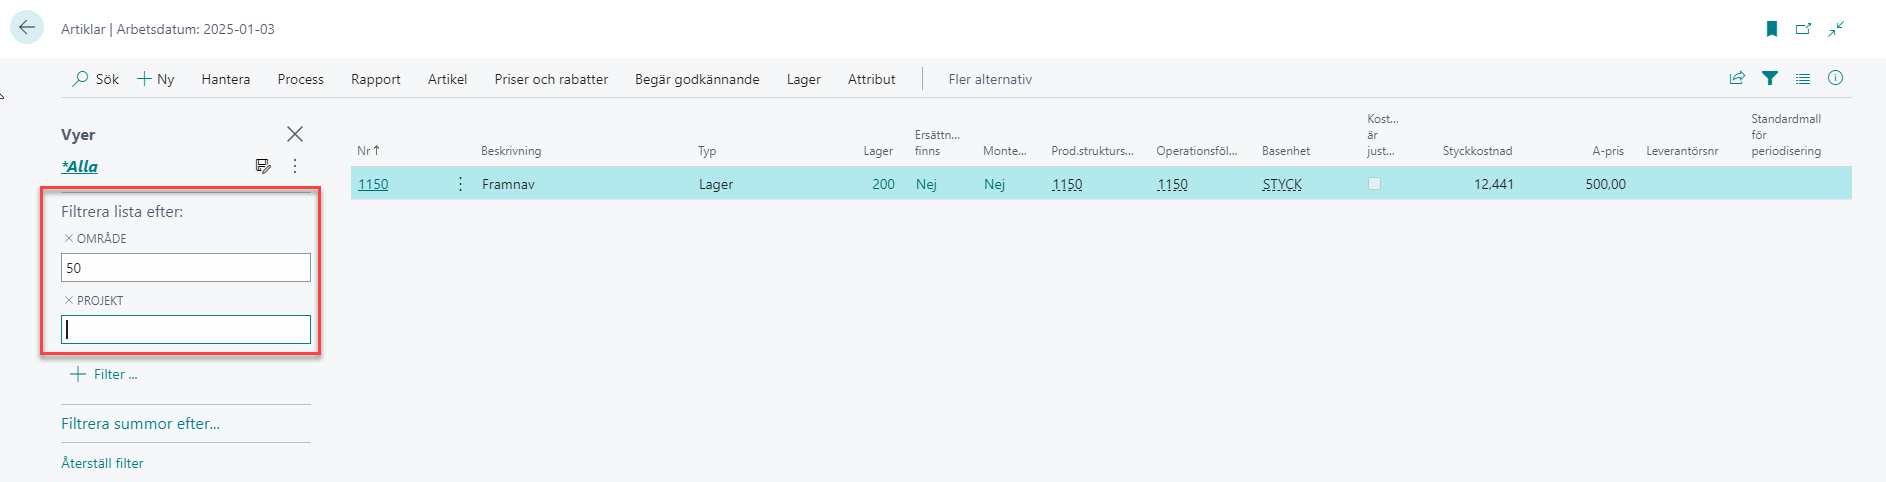 Artiklar | Arbetsdatum: 2025-01-03
Sök Ny Hantera Process Rapport Artikel Priser och rabatter Begär godkännande Lager Attribut Fler alternativ
Vyer
*Alla
Filtrera lista efter:
× OMRÅDE
50
× PROJEKT
+ Filter ...
Filtrera summor efter...
Återställ filter
Nr ↑ Beskrivning Typ Lager Ersättn... finns Monte... Prod.strukturs... Operationsföl... Basenhet Kost... är just... Styckkostnad A-pris Leverantörsnr Standardmall för periodisering
1150 Framnav Lager 200 Nej Nej 1150 1150 STYCK 12,441 500,00